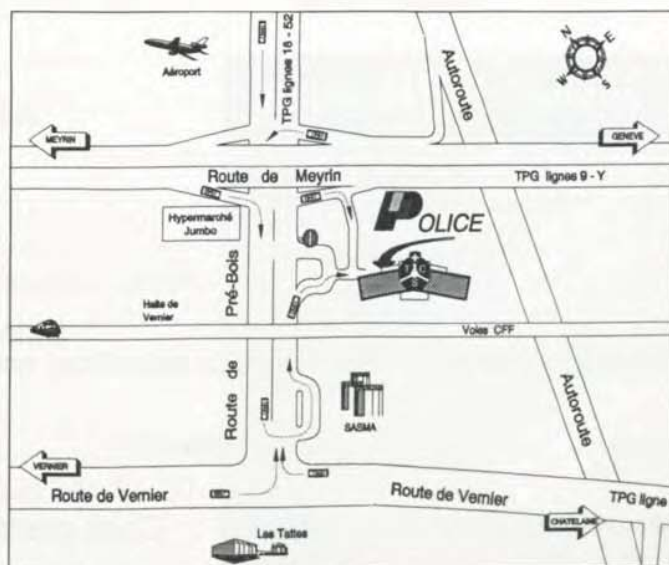 Aéroport
TPG lignes 18 - 52
Autoroute
N
E
S
W
MEYRIN
GENEVE
Route de Meyrin
TPG lignes 9 - Y
Hypermarché
Jumbo
POLICE
Pré-Bois
Halte de
Vernier
Voies CFF
Route de
SASMA
Autoroute
VERNIER
Route de Vernier
Route de Vernier
TPG ligne
CHATELAINE
Les Tattes